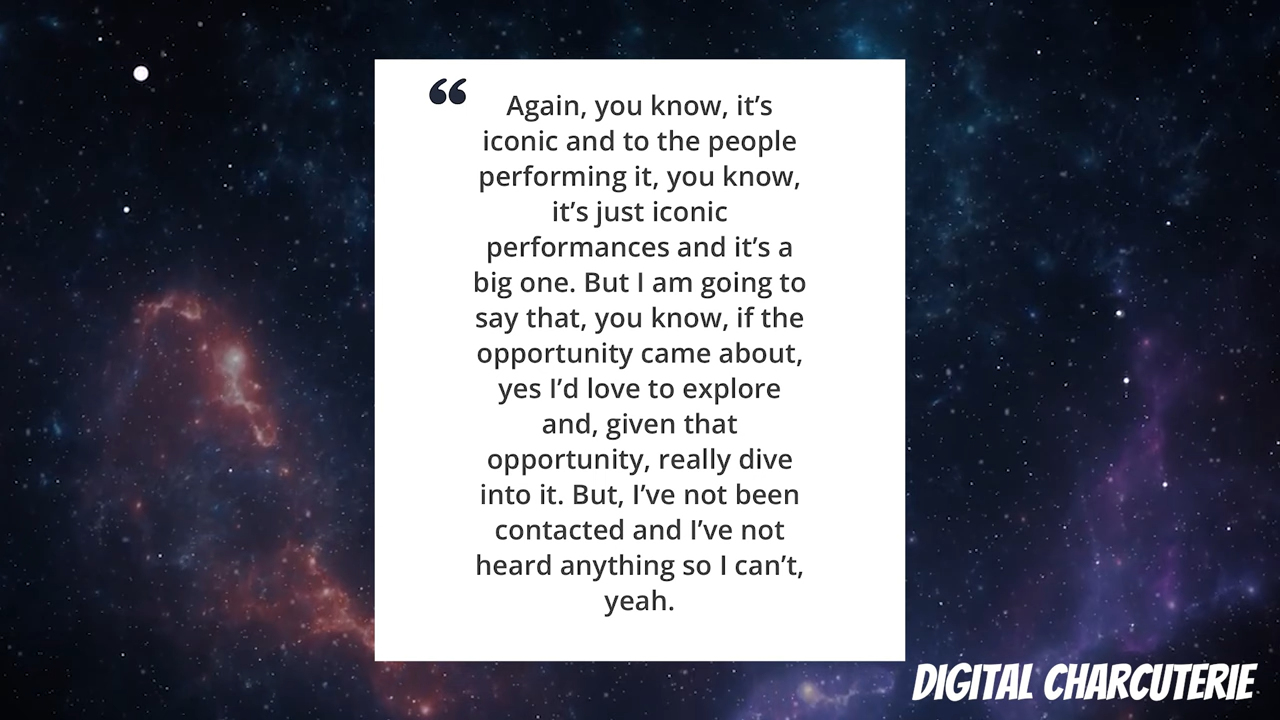 “
Again, you know, it’s
iconic and to the people
performing it, you know,
it’s just iconic
performances and it’s a
big one. But I am going to
say that, you know, if the
opportunity came about,
yes I’d love to explore
and, given that
opportunity, really dive
into it. But, I’ve not been
contacted and I’ve not
heard anything so I can’t,
yeah.
DIGITAL CHARCUTERIE